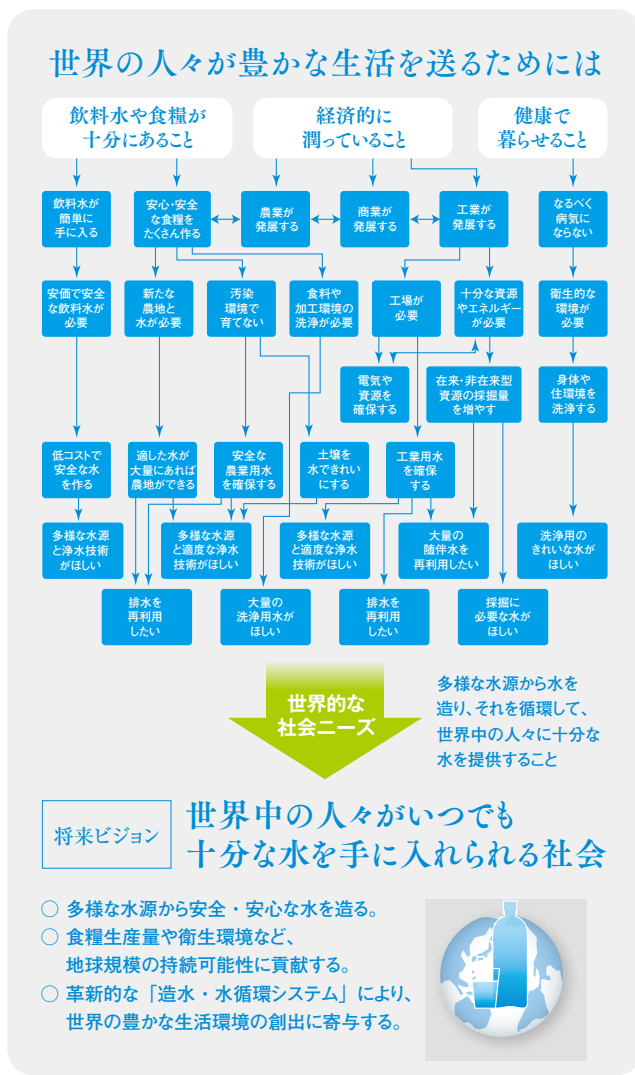 世界の人々が豊かな生活を送るためには
飲料水や食糧が
十分にあること
経済的に
潤っていること
健康で
暮らせること
飲料水が
簡単に
手に入る
安心・安全
な食糧を
たくさん作る
農業が
発展する
商業が
発展する
工業が
発展する
なるべく
病気に
ならない
安価で安全
な飲料水が
必要
新たな
農地と
水が必要
汚染
環境で
育てない
食料や
加工環境の
洗浄が必要
工場が
必要
十分な資源
やエネルギー
が必要
衛生的な
環境が
必要
電気や
資源を
確保する
在来・非在来型
資源の採掘量
を増やす
身体や
住環境を
洗浄する
低コストで
安全な水
を作る
適した水が
大量にあれば
農地ができる
安全な
農業用水
を確保する
土壌を
水できれい
にする
工業用水
を確保
する
多様な水源
と浄水技術
がほしい
多様な水源
と適度な浄水
技術がほしい
多様な水源
と適度な浄水
技術がほしい
大量の
随伴水を
再利用したい
洗浄用の
きれいな水が
ほしい
排水を
再利用
したい
大量の
洗浄用水が
ほしい
排水を
再利用
したい
採掘に
必要な水が
ほしい
世界的な
社会ニーズ
多様な水源から水を
造り、それを循環して、
世界中の人々に十分な
水を提供すること
将来ビジョン
世界中の人々がいつでも
十分な水を手に入れられる社会
○ 多様な水源から安全・安心な水を造る。
○ 食糧生産量や衛生環境など、
地球規模の持続可能性に貢献する。
○ 革新的な「造水・水循環システム」により、
世界の豊かな生活環境の創出に寄与する。